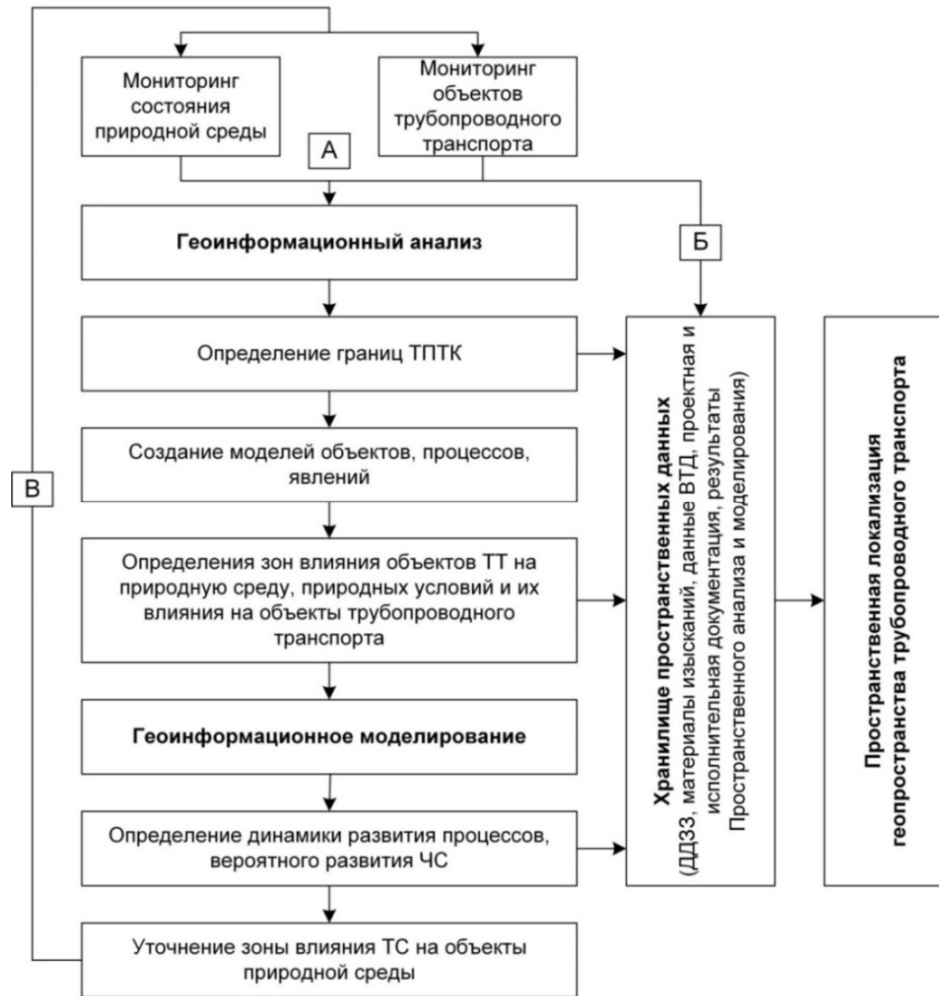 Мониторинг
состояния
природной среды
Мониторинг
объектов
трубопроводного
транспорта
А
Геоинформационный анализ
Б
Определение границ ТПТК
Создание моделей объектов, процессов,
явлений
В
Определения зон влияния объектов ТТ на
природную среду, природных условий и их
влияния на объекты трубопроводного
транспорта
Геоинформационное моделирование
Определение динамики развития процессов,
вероятного развития ЧС
Уточнение зоны влияния ТС на объекты
природной среды
Хранилище пространственных данных
(ДДЗЗ, материалы изысканий, данные ВТД, проектная и
исполнительная документация, результаты
Пространственного анализа и моделирования)
Пространственная локализация
геопространства трубопроводного транспорта